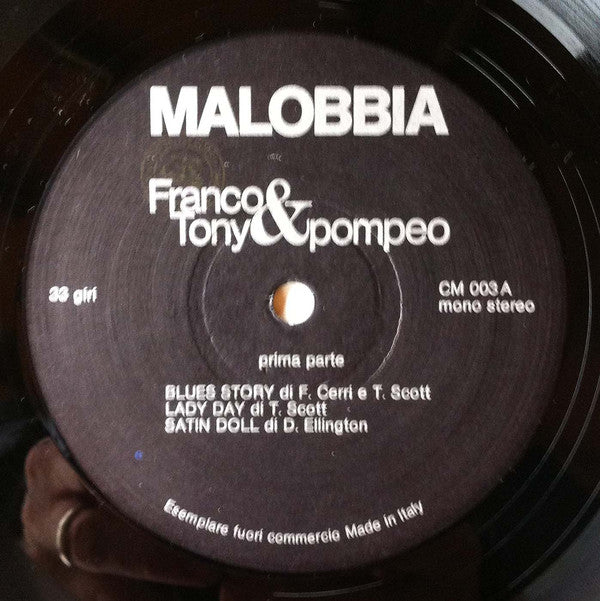 MALOBBIA
Franco &
Tony & pompeo
33 giri
CM 003 A
mono stereo
prima parte
BLUES STORY di F. Cerri e T. Scott
LADY DAY di T. Scott
SATIN DOLL di D. Ellington
Esemplare fuori commercio Made in Italy